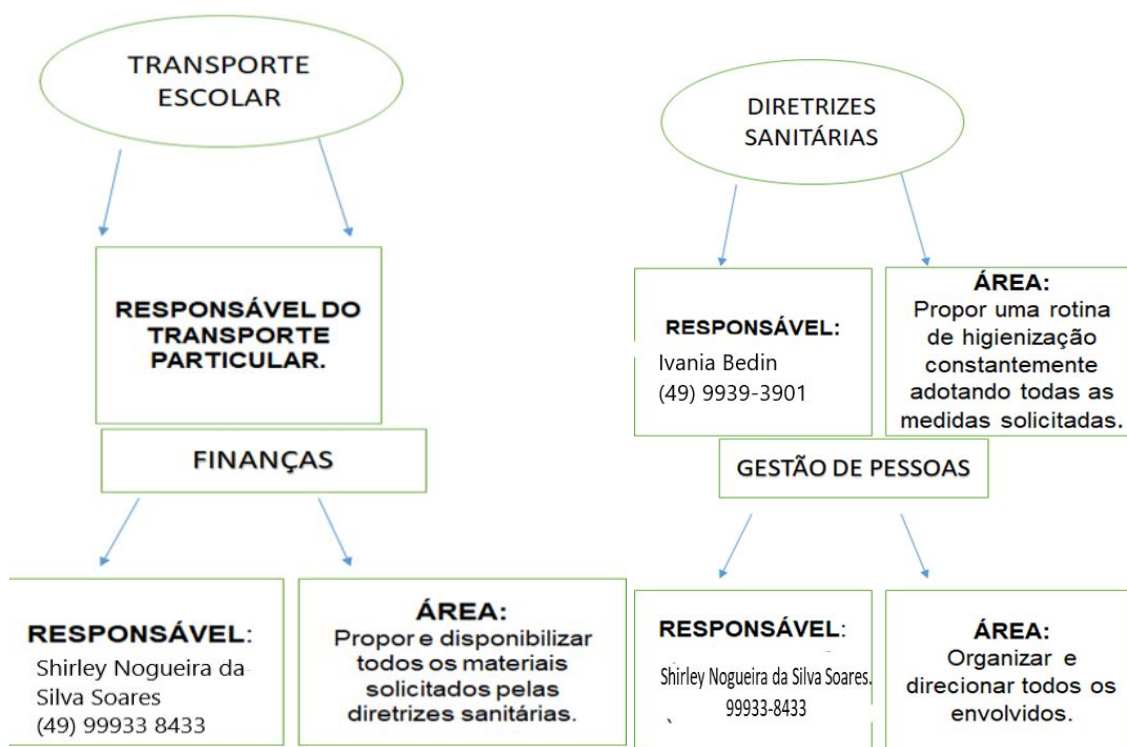 TRANSPORTE
ESCOLAR
RESPONSÁVEL DO
TRANSPORTE
PARTICULAR.
DIRETRIZES
SANITÁRIAS
RESPONSÁVEL:
Ivania Bedin
(49) 9939-3901
ÁREA:
Propor uma rotina
de higienização
constantemente
adotando todas as
medidas solicitadas.
FINANÇAS
RESPONSÁVEL:
Shirley Nogueira da
Silva Soares
(49) 99933 8433
ÁREA:
Propor e disponibilizar
todos os materiais
solicitados pelas
diretrizes sanitárias.
GESTÃO DE PESSOAS
RESPONSÁVEL:
Shirley Nogueira da Silva Soares.
99933-8433
ÁREA:
Organizar e
direcionar todos os
envolvidos.